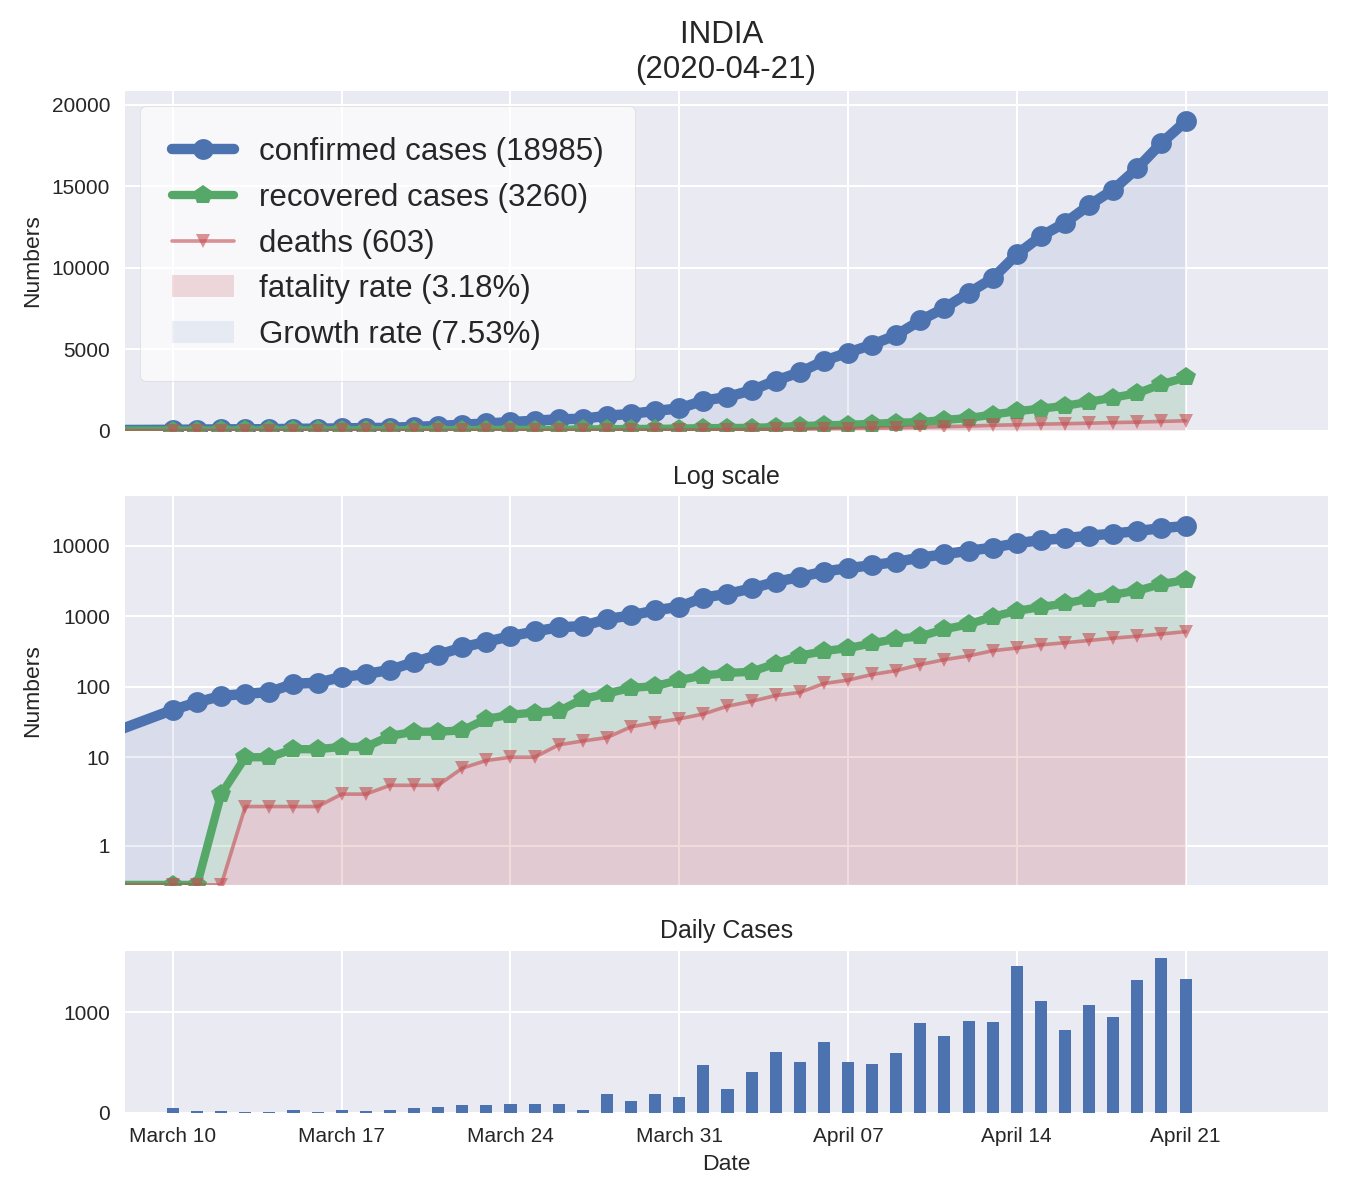 INDIA
(2020-04-21)
20000
15000
10000
5000
0
Numbers
confirmed cases (18985)
recovered cases (3260)
deaths (603)
fatality rate (3.18%)
Growth rate (7.53%)
Log scale
10000
1000
100
10
1
Numbers
Daily Cases
1000
0
March 10 March 17 March 24 March 31 April 07 April 14 April 21
Date